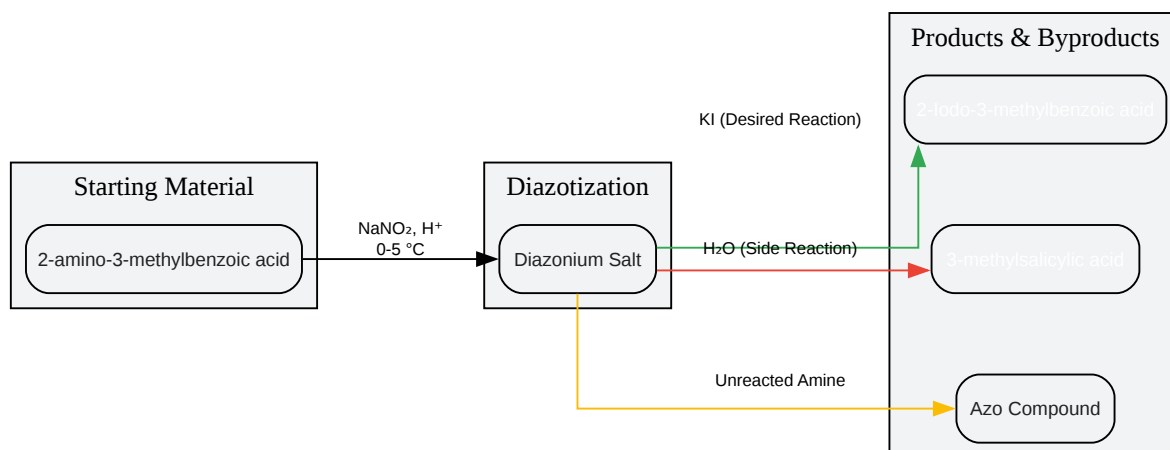 Products & Byproducts
2-Iodo-3-methylbenzoic acid
KI (Desired Reaction)
Starting Material
Diazotization
NaNO₂, H⁺
0-5 °C
2-amino-3-methylbenzoic acid
Diazonium Salt
H₂O (Side Reaction)
3-methylsalicylic acid
Unreacted Amine
Azo Compound